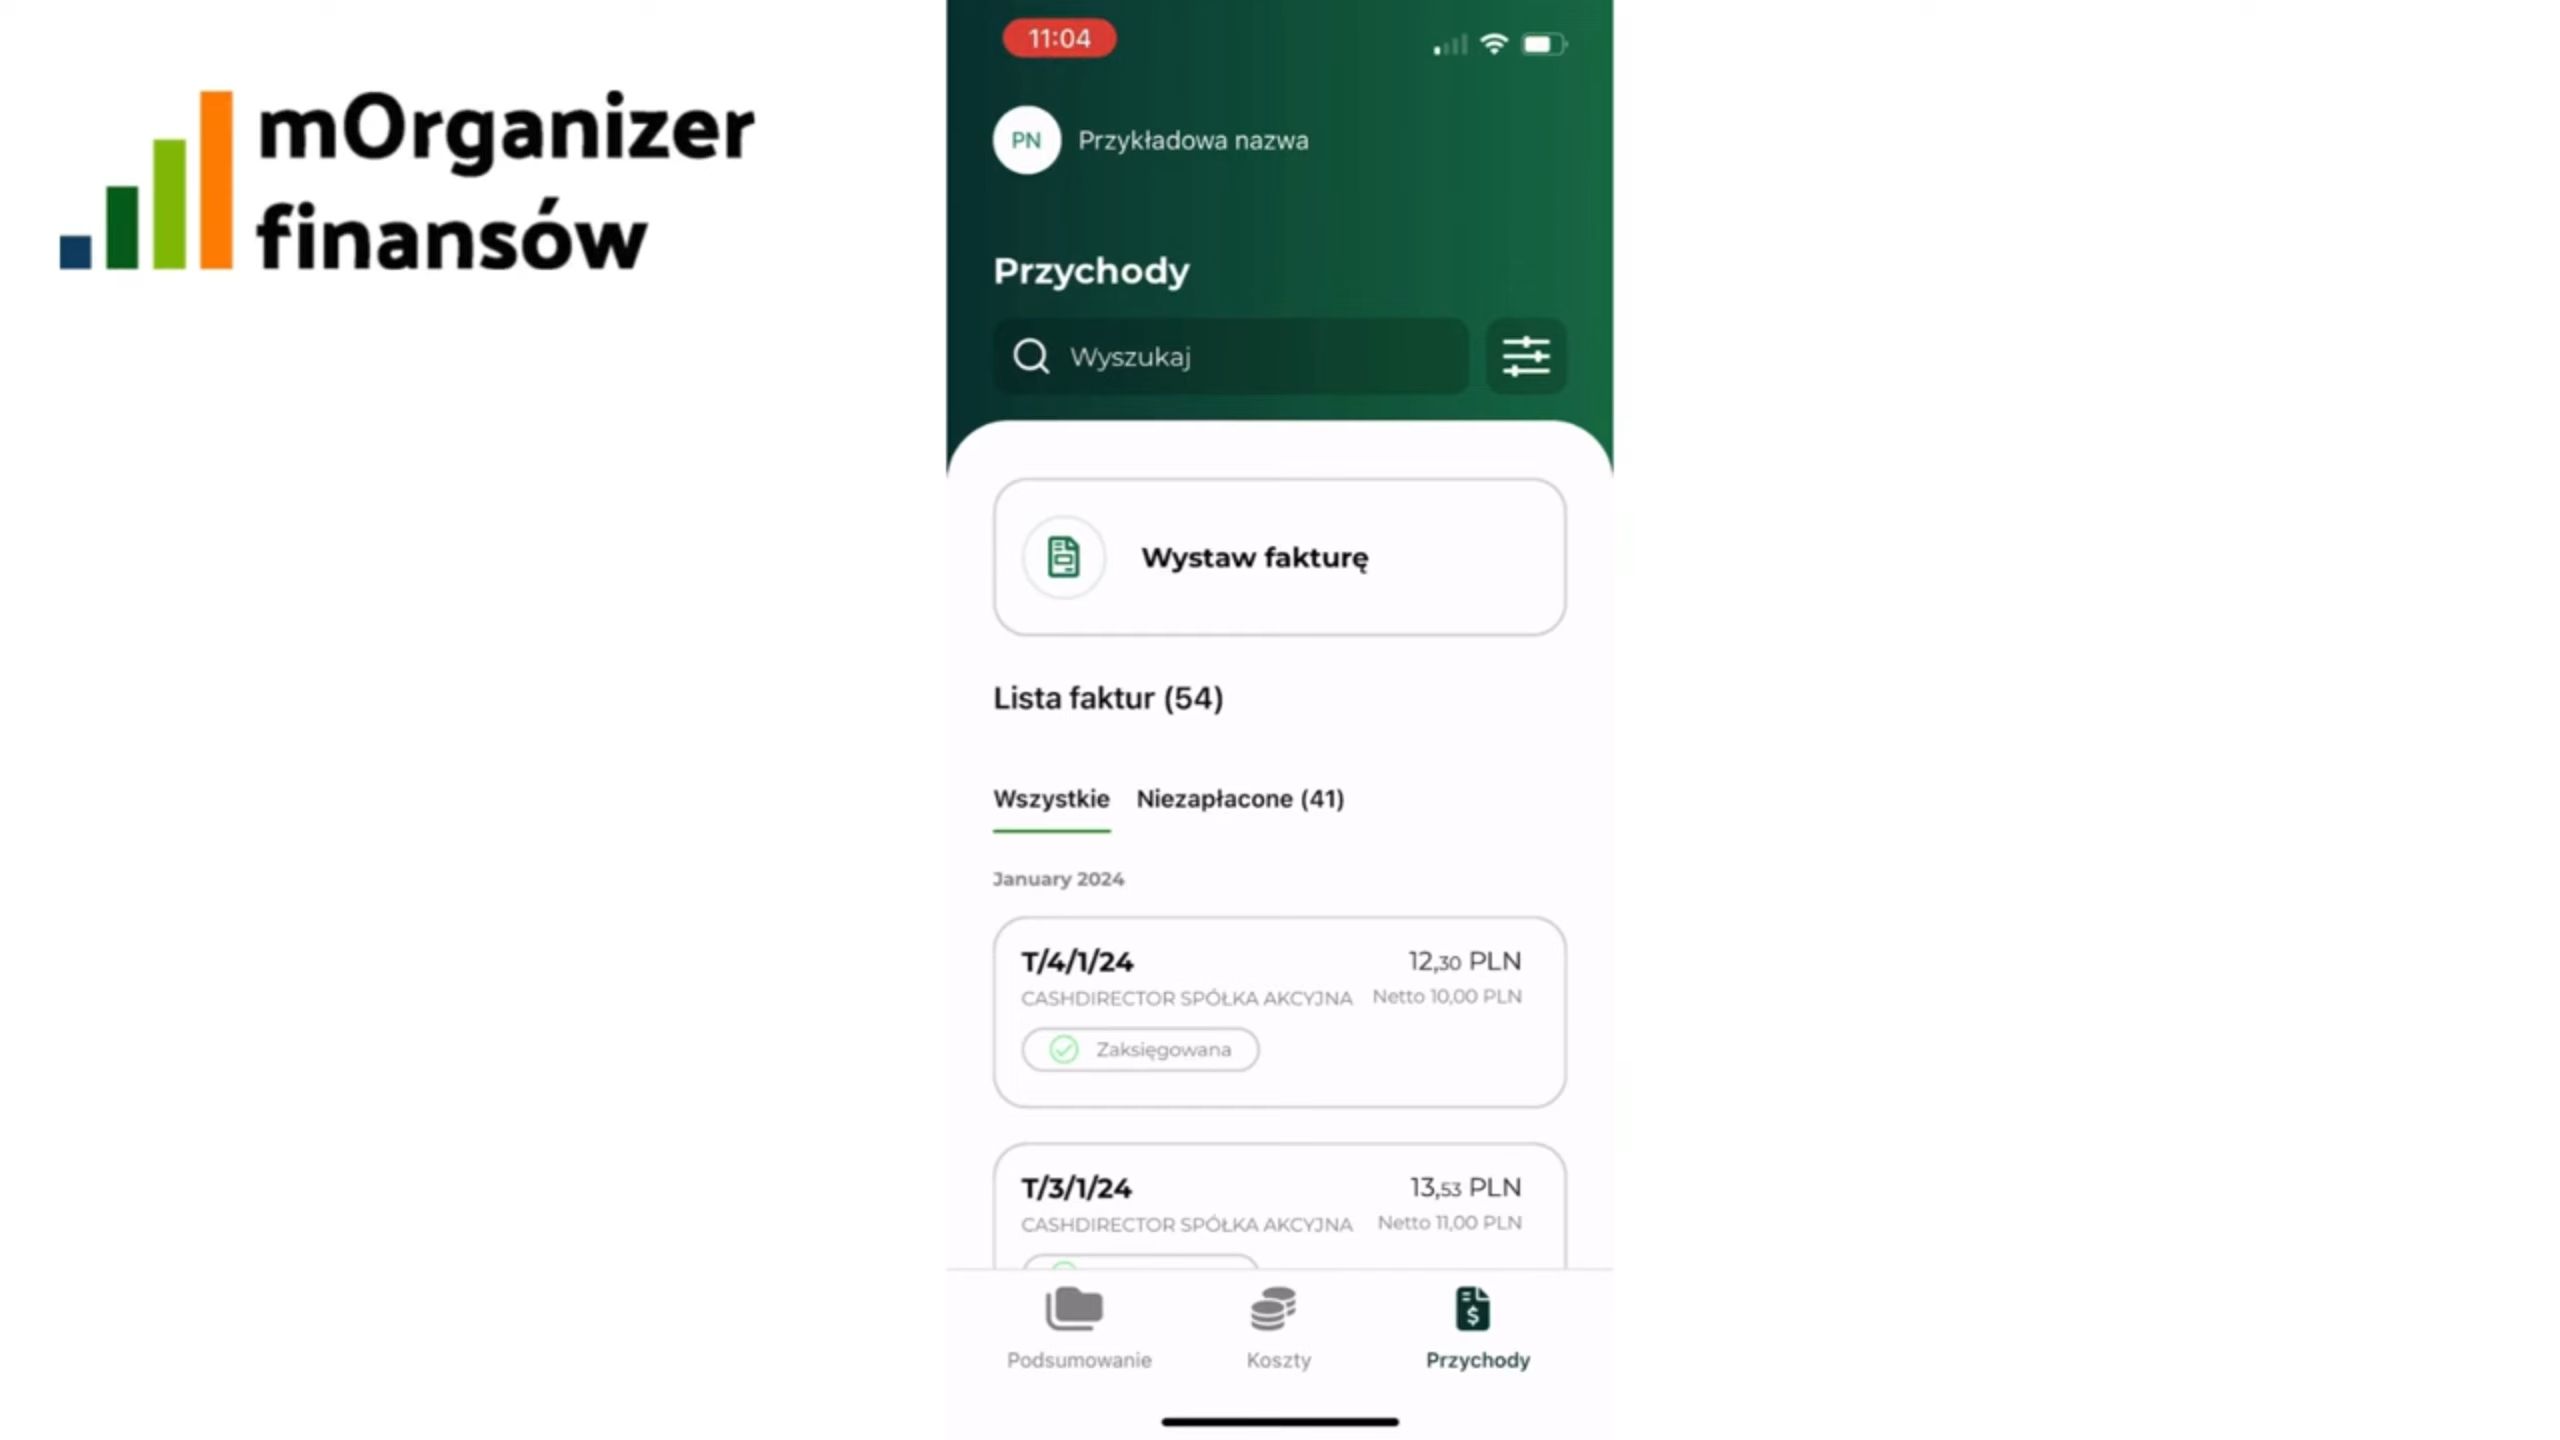 mOrganizer
finansów
11:04
PN
Przykładowa nazwa
Przychody
Wyszukaj
Wystaw fakturę
Lista faktur (54)
Wszystkie
Niezapłacone (41)
January 2024
T/4/1/24
12,30 PLN
CASHDIRECTOR SPÓŁKA AKCYJNA
Netto 10,00 PLN
Zaksięgowana
T/3/1/24
13,53 PLN
CASHDIRECTOR SPÓŁKA AKCYJNA
Netto 11,00 PLN
Podsumowanie
Koszty
Przychody